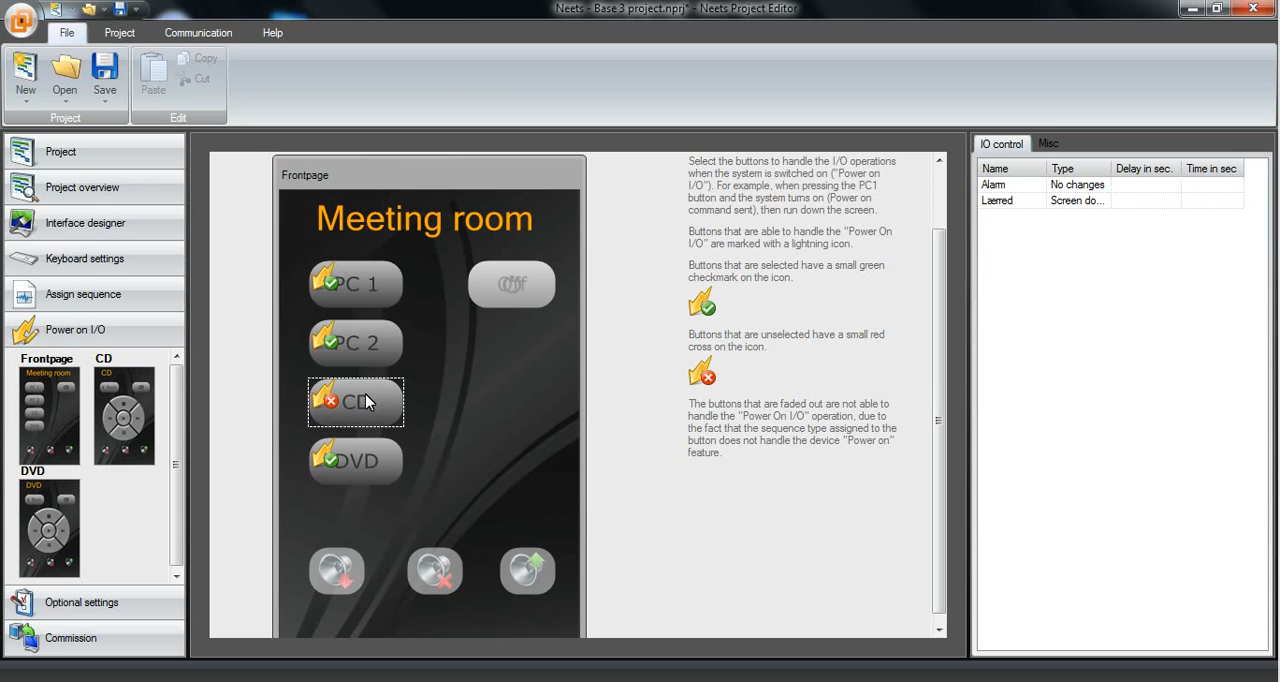 Neets - Base 3 project.nprj* - Neets Project Editor
File
Project
Communication
Help
New
Open
Save
Paste
Copy
Cut
Project
Edit
Project
Project overview
Interface designer
Keyboard settings
Assign sequence
Power on I/O
Frontpage
CD
Meeting room
CD
DVD
DVD
Optional settings
Commission
Frontpage
Meeting room
PC 1
PC 2
CD
DVD
Select the buttons to handle the I/O operations
when the system is switched on ("Power on
I/O"). For example, when pressing the PC1
button and the system turns on (Power on
command sent), then run down the screen.
Buttons that are able to handle the "Power On
I/O" are marked with a lightning icon.
Buttons that are selected have a small green
checkmark on the icon.
Buttons that are unselected have a small red
cross on the icon.
The buttons that are faded out are not able to
handle the "Power On I/O" operation, due to
the fact that the sequence type assigned to the
button does not handle the device "Power on"
feature.
IO control
Misc
Name Type Delay in sec. Time in sec
Alarm No changes
Lærred Screen do...